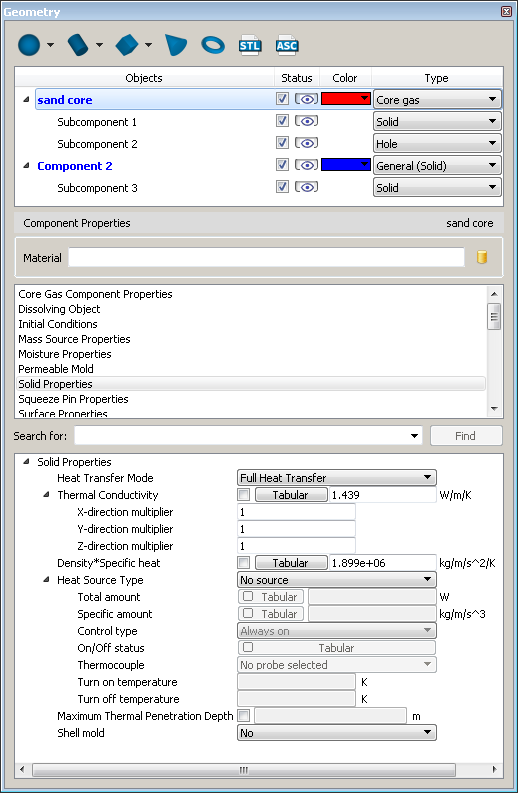 Geometry
STL ASC
Objects Status Color Type
sand core Core gas
Subcomponent 1 Solid
Subcomponent 2 Hole
Component 2 General (Solid)
Subcomponent 3 Solid
Component Properties sand core
Material
Core Gas Component Properties
Dissolving Object
Initial Conditions
Mass Source Properties
Moisture Properties
Permeable Mold
Solid Properties
Squeeze Pin Properties
Surface Properties
Search for: Find
Solid Properties
Heat Transfer Mode Full Heat Transfer
Thermal Conductivity Tabular 1.439 W/m/K
X-direction multiplier 1
Y-direction multiplier 1
Z-direction multiplier 1
Density*Specific heat Tabular 1.899e+06 kg/m/s^2/K
Heat Source Type No source
Total amount Tabular W
Specific amount Tabular kg/m/s^3
Control type Always on
On/Off status Tabular
Thermocouple No probe selected
Turn on temperature K
Turn off temperature K
Maximum Thermal Penetration Depth m
Shell mold No